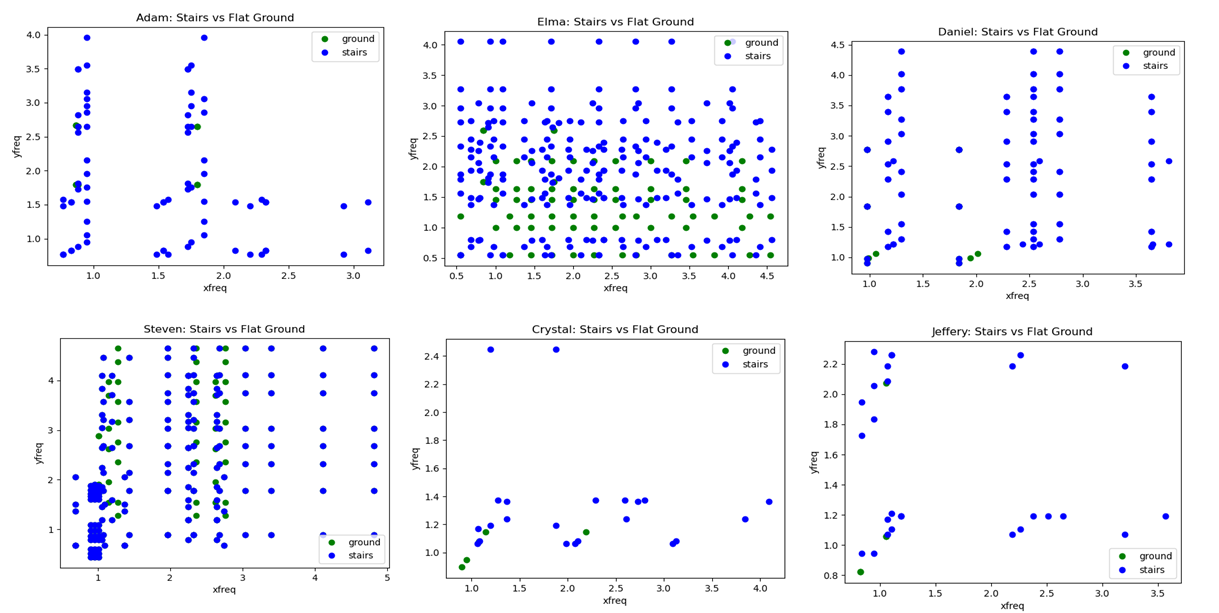 Adam: Stairs vs Flat Ground
4.0
3.5
3.0
2.5
2.0
1.5
1.0
yfreq
1.0 1.5 2.0 2.5 3.0
xfreq
ground
stairs
Elma: Stairs vs Flat Ground
4.0
3.5
3.0
2.5
2.0
1.5
1.0
0.5
yfreq
0.5 1.0 1.5 2.0 2.5 3.0 3.5 4.0 4.5
xfreq
ground
stairs
Daniel: Stairs vs Flat Ground
4.5
4.0
3.5
3.0
2.5
2.0
1.5
1.0
yfreq
1.0 1.5 2.0 2.5 3.0 3.5
xfreq
ground
stairs
Steven: Stairs vs Flat Ground
4
3
2
1
yfreq
1 2 3 4 5
xfreq
ground
stairs
Crystal: Stairs vs Flat Ground
2.4
2.2
2.0
1.8
1.6
1.4
1.2
1.0
yfreq
1.0 1.5 2.0 2.5 3.0 3.5 4.0
xfreq
ground
stairs
Jeffery: Stairs vs Flat Ground
2.2
2.0
1.8
1.6
1.4
1.2
1.0
0.8
yfreq
1.0 1.5 2.0 2.5 3.0 3.5
xfreq
ground
stairs